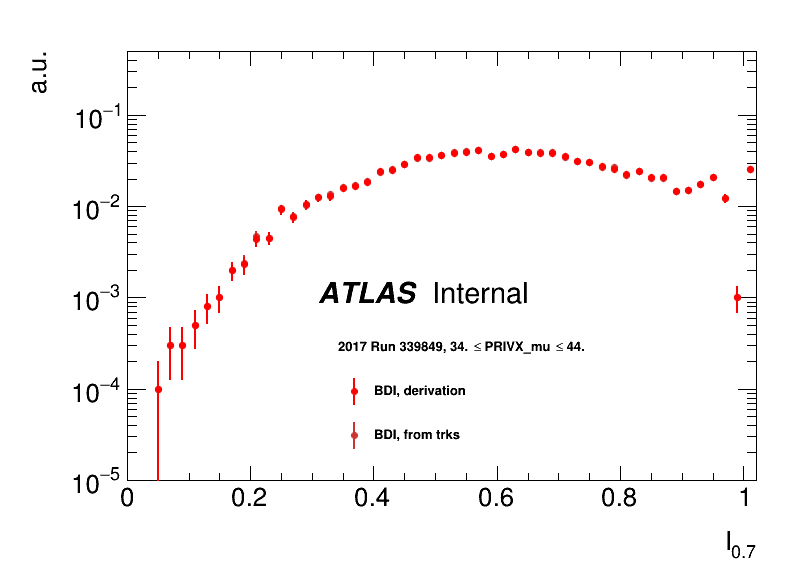 a.u.
10⁻¹
10⁻²
10⁻³
10⁻⁴
10⁻⁵
ATLAS Internal
2017 Run 339849, 34. ≤ PRIVX_mu ≤ 44.
BDI, derivation
BDI, from trks
0 0.2 0.4 0.6 0.8 1
I₀.₇